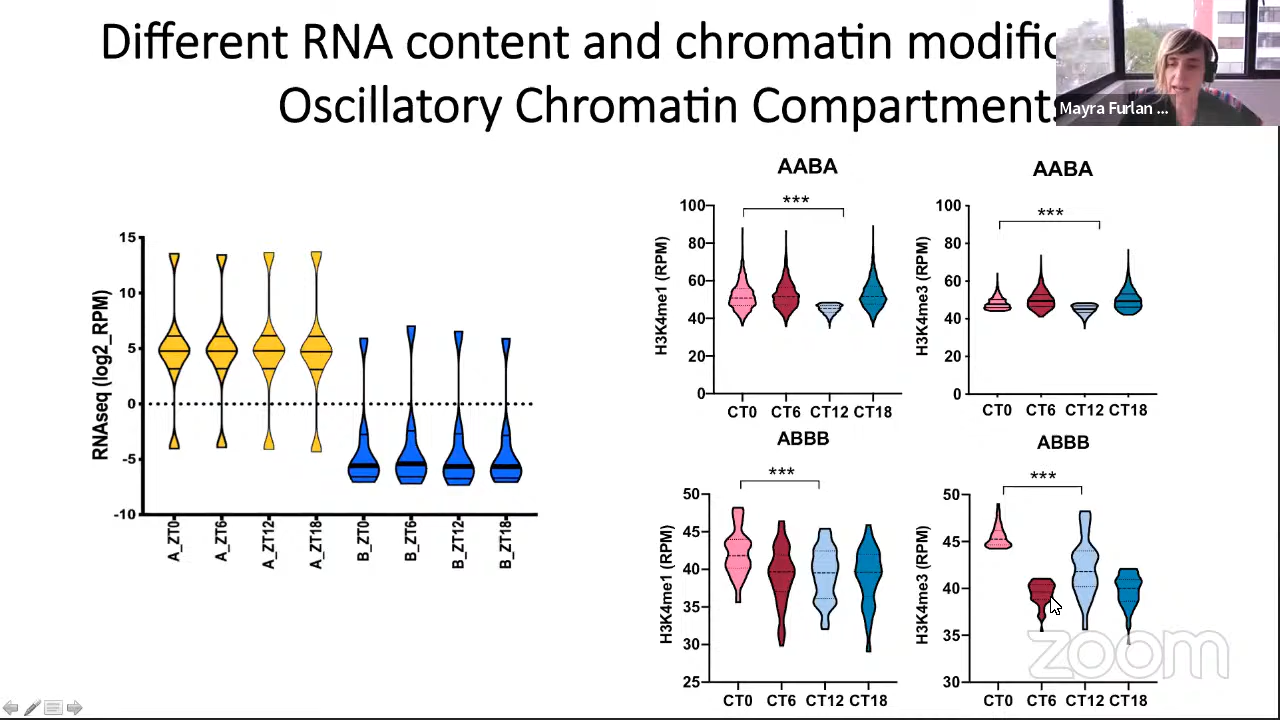 Different RNA content and chromatin modific
Oscillatory Chromatin Compartments
Mayra Furlan ...
15
10
5
0
-5
-10
RNAseq (log2_RPM)
A_ZT0
A_ZT6
A_ZT12
A_ZT18
B_ZT0
B_ZT6
B_ZT12
B_ZT18
AABA
***
100
80
60
40
20
0
H3K4me1 (RPM)
CT0 CT6 CT12 CT18
AABA
***
100
80
60
40
20
0
H3K4me3 (RPM)
CT0 CT6 CT12 CT18
ABBB
***
50
45
40
35
30
25
H3K4me1 (RPM)
CT0 CT6 CT12 CT18
ABBB
***
50
45
40
35
30
H3K4me3 (RPM)
CT0 CT6 CT12 CT18
zoom